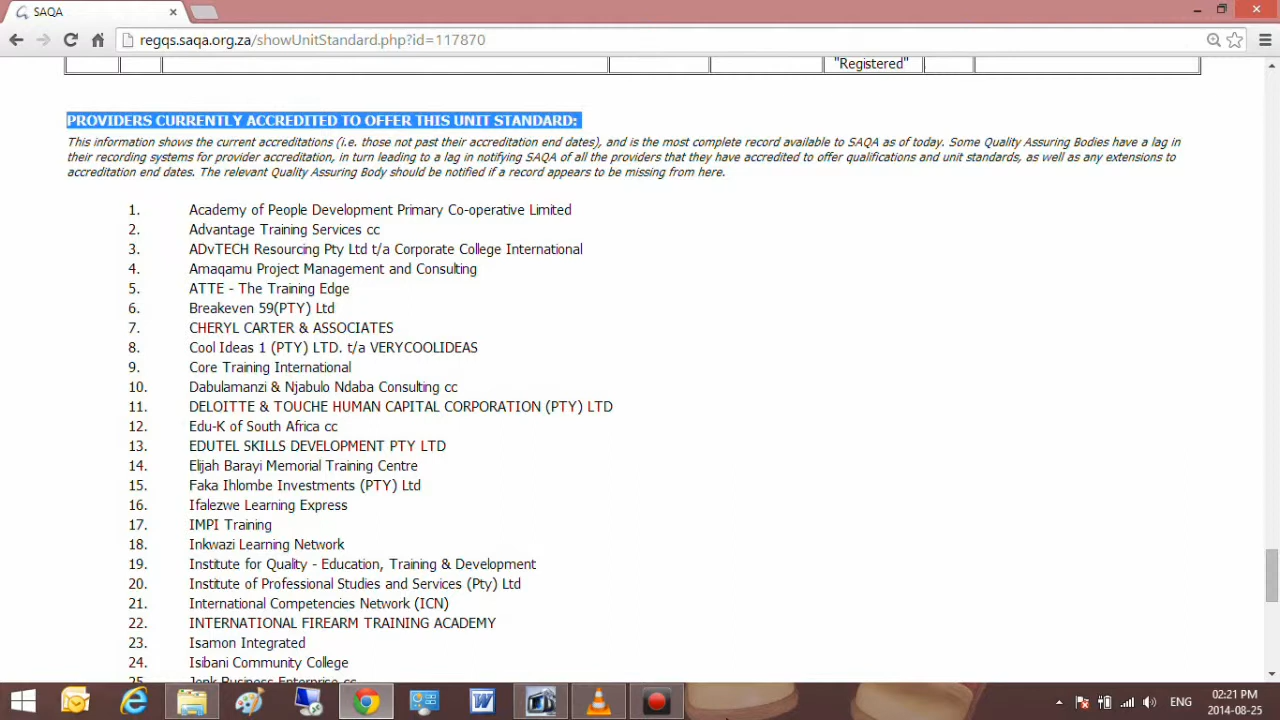 SAQA
regqs.saqa.org.za/showUnitStandard.php?id=117870
"Registered"
PROVIDERS CURRENTLY ACCREDITED TO OFFER THIS UNIT STANDARD:
This information shows the current accreditations (i.e. those not past their accreditation end dates), and is the most complete record available to SAQA as of today. Some Quality Assuring Bodies have a lag in
their recording systems for provider accreditation, in turn leading to a lag in notifying SAQA of all the providers that they have accredited to offer qualifications and unit standards, as well as any extensions to
accreditation end dates. The relevant Quality Assuring Body should be notified if a record appears to be missing from here.
1. Academy of People Development Primary Co-operative Limited
2. Advantage Training Services cc
3. ADvTECH Resourcing Pty Ltd t/a Corporate College International
4. Amaqamu Project Management and Consulting
5. ATTE - The Training Edge
6. Breakeven 59(PTY) Ltd
7. CHERYL CARTER & ASSOCIATES
8. Cool Ideas 1 (PTY) LTD. t/a VERYCOOLIDEAS
9. Core Training International
10. Dabulamanzi & Njabulo Ndaba Consulting cc
11. DELOITTE & TOUCHE HUMAN CAPITAL CORPORATION (PTY) LTD
12. Edu-K of South Africa cc
13. EDUTEL SKILLS DEVELOPMENT PTY LTD
14. Elijah Barayi Memorial Training Centre
15. Faka Ihlombe Investments (PTY) Ltd
16. Ifalezwe Learning Express
17. IMPI Training
18. Inkwazi Learning Network
19. Institute for Quality - Education, Training & Development
20. Institute of Professional Studies and Services (Pty) Ltd
21. International Competencies Network (ICN)
22. INTERNATIONAL FIREARM TRAINING ACADEMY
23. Isamon Integrated
24. Isibani Community College
25. Jenk Business Enterprise cc
ENG
02:21 PM
2014-08-25